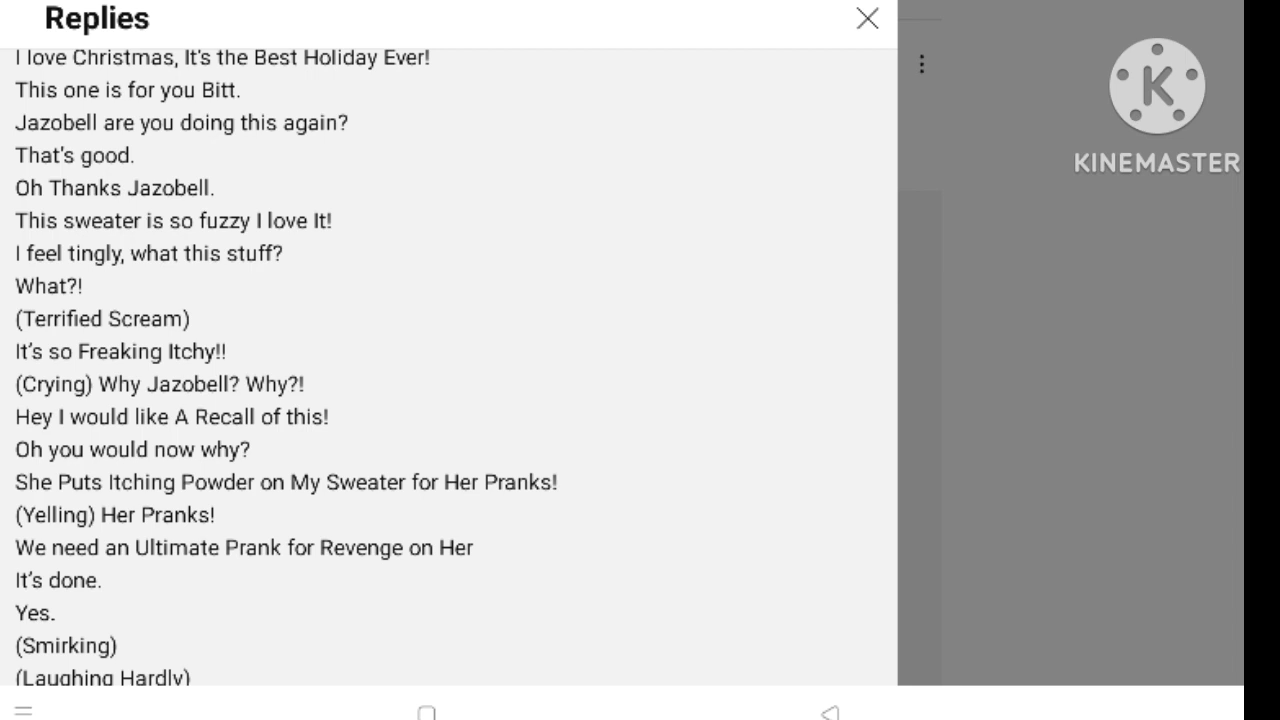 Replies
I love Christmas, It's the Best Holiday Ever!
This one is for you Bitt.
Jazobell are you doing this again?
That's good.
Oh Thanks Jazobell.
This sweater is so fuzzy I love It!
I feel tingly, what this stuff?
What?!
(Terrified Scream)
It's so Freaking Itchy!!
(Crying) Why Jazobell? Why?!
Hey I would like A Recall of this!
Oh you would now why?
She Puts Itching Powder on My Sweater for Her Pranks!
(Yelling) Her Pranks!
We need an Ultimate Prank for Revenge on Her
It's done.
Yes.
(Smirking)
(Laughing Hardly)
K
KINEMASTER